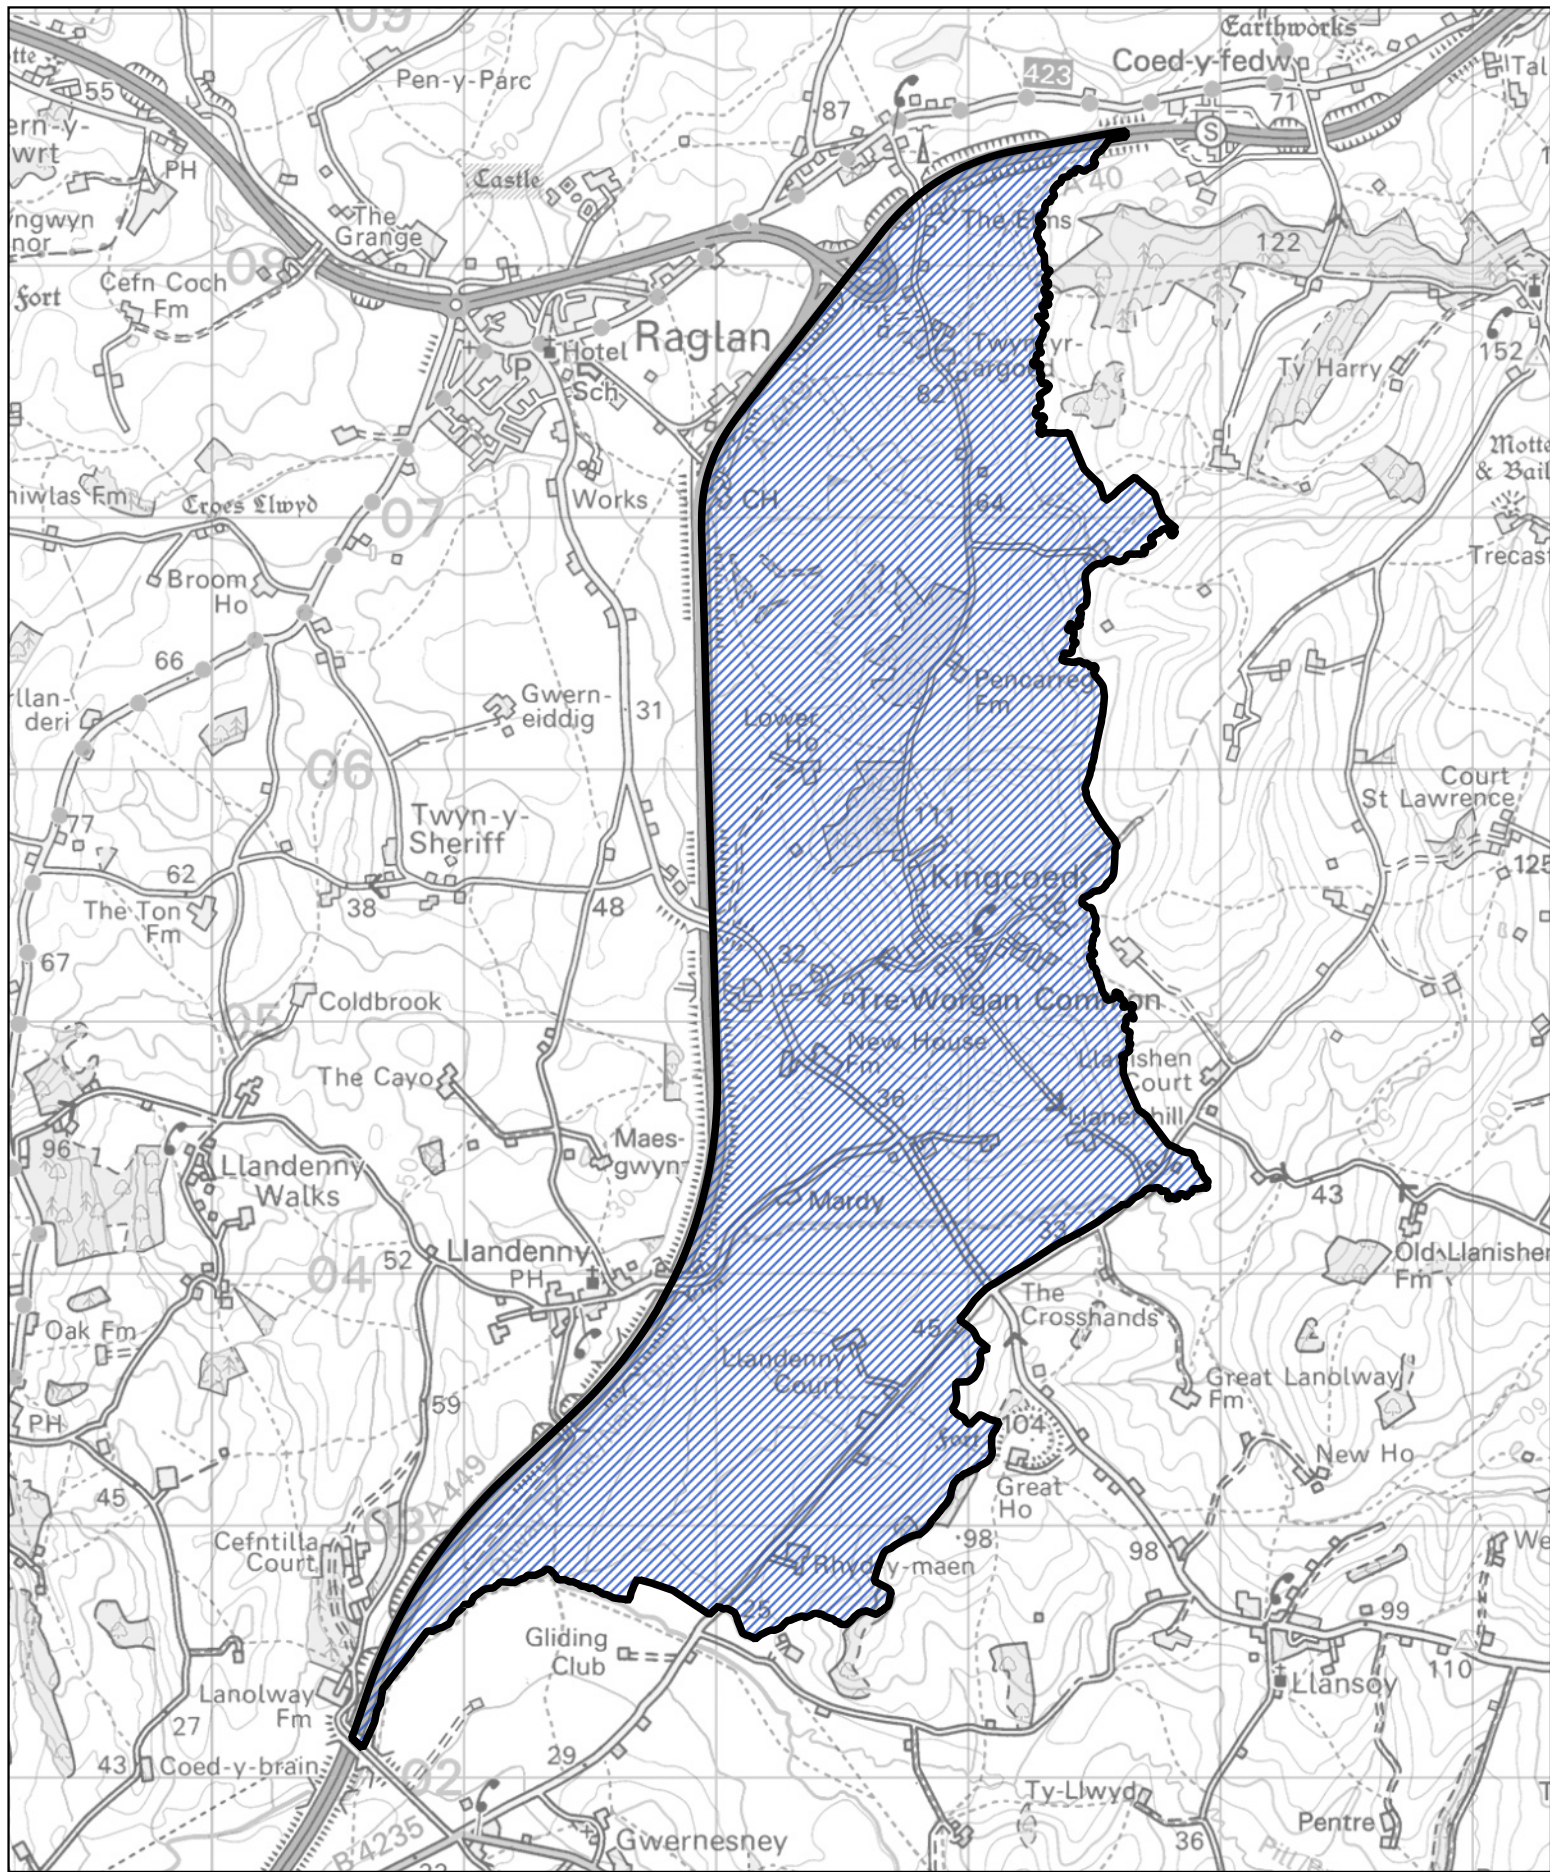 09
Earthworks
Coed-y-fedw
Tal
423
tte
55
Pen-y-Parc
87
71
S
ern-y-
wrt
PH
Castle
A 40
yngwyn
nor
The
Grange
The Elms
122
08
Cefn Coch
Fm
Fort
Raglan
Hotel
P
Sch
Twyn-yr-
argoed
82
Ty Harry
152
Motte
& Bail
niwlas Fm
Croes Llwyd
07
Works
CH
64
Trecast
Broom
Ho
66
llan-
deri
Gwern-
eiddig
31
Pencarreg
Fm
Lower
Ho
06
77
Twyn-y-
Sheriff
111
Court
St Lawrence
125
62
The Ton
Fm
38
48
Kingcoed
67
32
05
Coldbrook
D
Tre-Worgan Common
New House
Fm
The Cayo
Llanishen
Court
36
Llanerthill
96
Maes-
gwyn
Llandenny
Walks
Mardy
43
33
52
Llandenny
PH
04
Old Llanishen
Fm
The
Crosshands
Oak Fm
45
Llandenny
Court
Great Lanolway
Fm
59
PH
104
Fort
New Ho
A 449
45
Great
Ho
03
Cefntilla
Court
98
98
We
Rhyd-y-maen
25
99
Gliding
Club
Llansoy
110
Lanolway
Fm
27
43
Coed-y-brain
29
02
Ty-Llwyd
Pentre
36
B 4235
Gwernesney